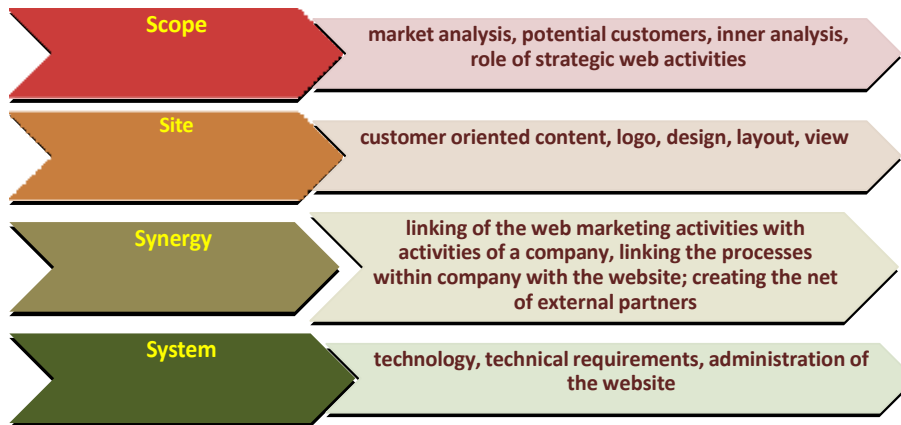 Scope
market analysis, potential customers, inner analysis,
role of strategic web activities
Site
customer oriented content, logo, design, layout, view
Synergy
linking of the web marketing activities with
activities of a company, linking the processes
within company with the website; creating the net
of external partners
System
technology, technical requirements, administration of
the website